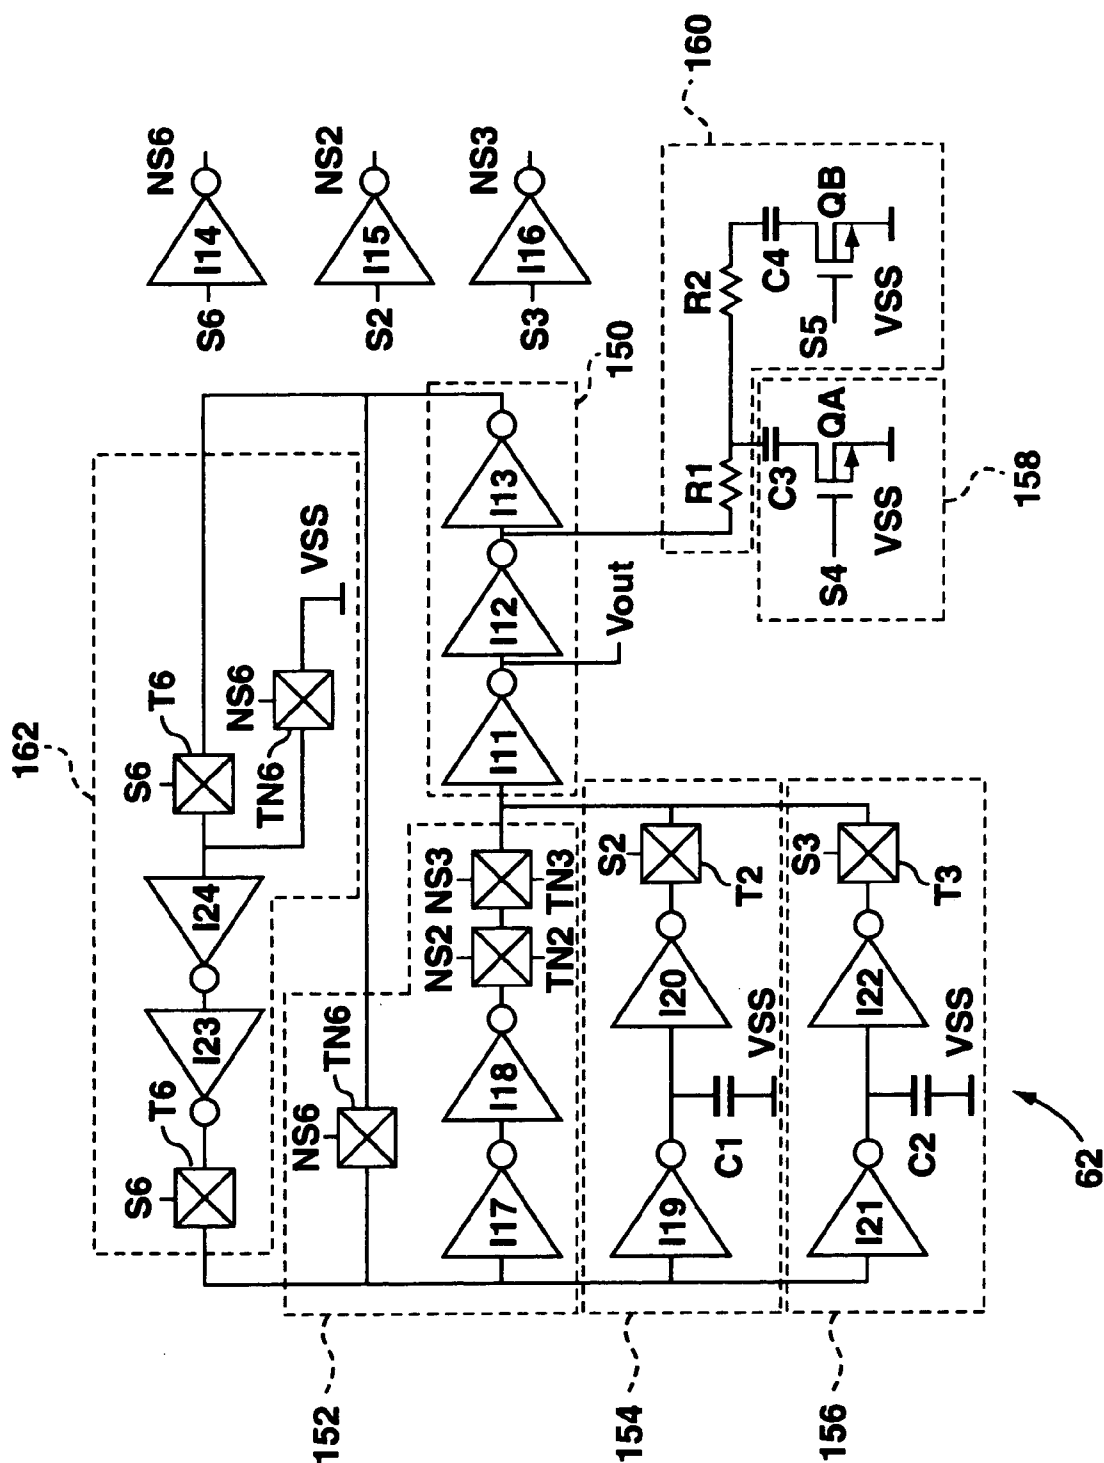 162
S6
T6
I23
I24
S6
T6
TN6
NS6
VSS
S6
I14
NS6
S2
I15
NS2
S3
I16
NS3
152
NS6
TN6
I17
I18
NS2
TN2
NS3
TN3
I11
I12
I13
Vout
150
154
I19
C1
VSS
I20
S2
T2
156
I21
C2
VSS
I22
S3
T3
62
160
R1
R2
C4
S5
QB
VSS
C3
S4
QA
VSS
158